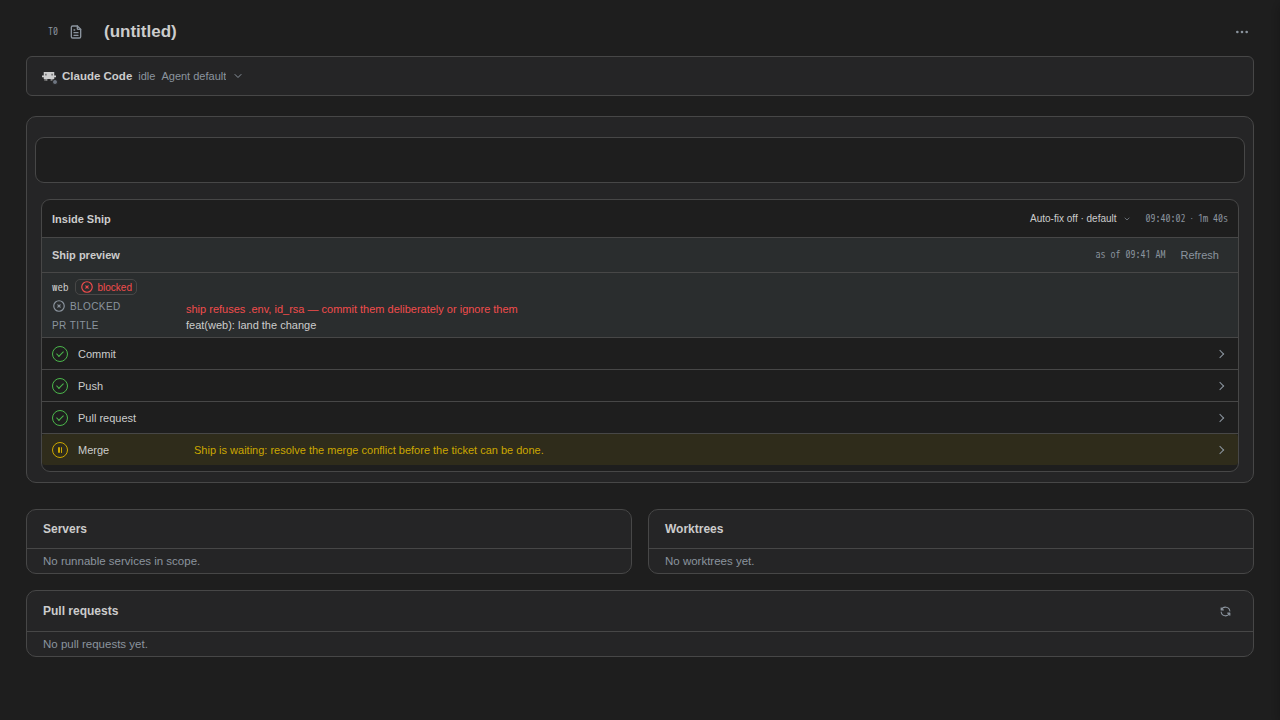 T0 (untitled)
Claude Code idle Agent default
Inside Ship Auto-fix off · default 09:40:02 · 1m 40s
Ship preview as of 09:41 AM Refresh
web blocked
BLOCKED ship refuses .env, id_rsa — commit them deliberately or ignore them
PR TITLE feat(web): land the change
Commit
Push
Pull request
Merge Ship is waiting: resolve the merge conflict before the ticket can be done.
Servers
No runnable services in scope.
Worktrees
No worktrees yet.
Pull requests
No pull requests yet.